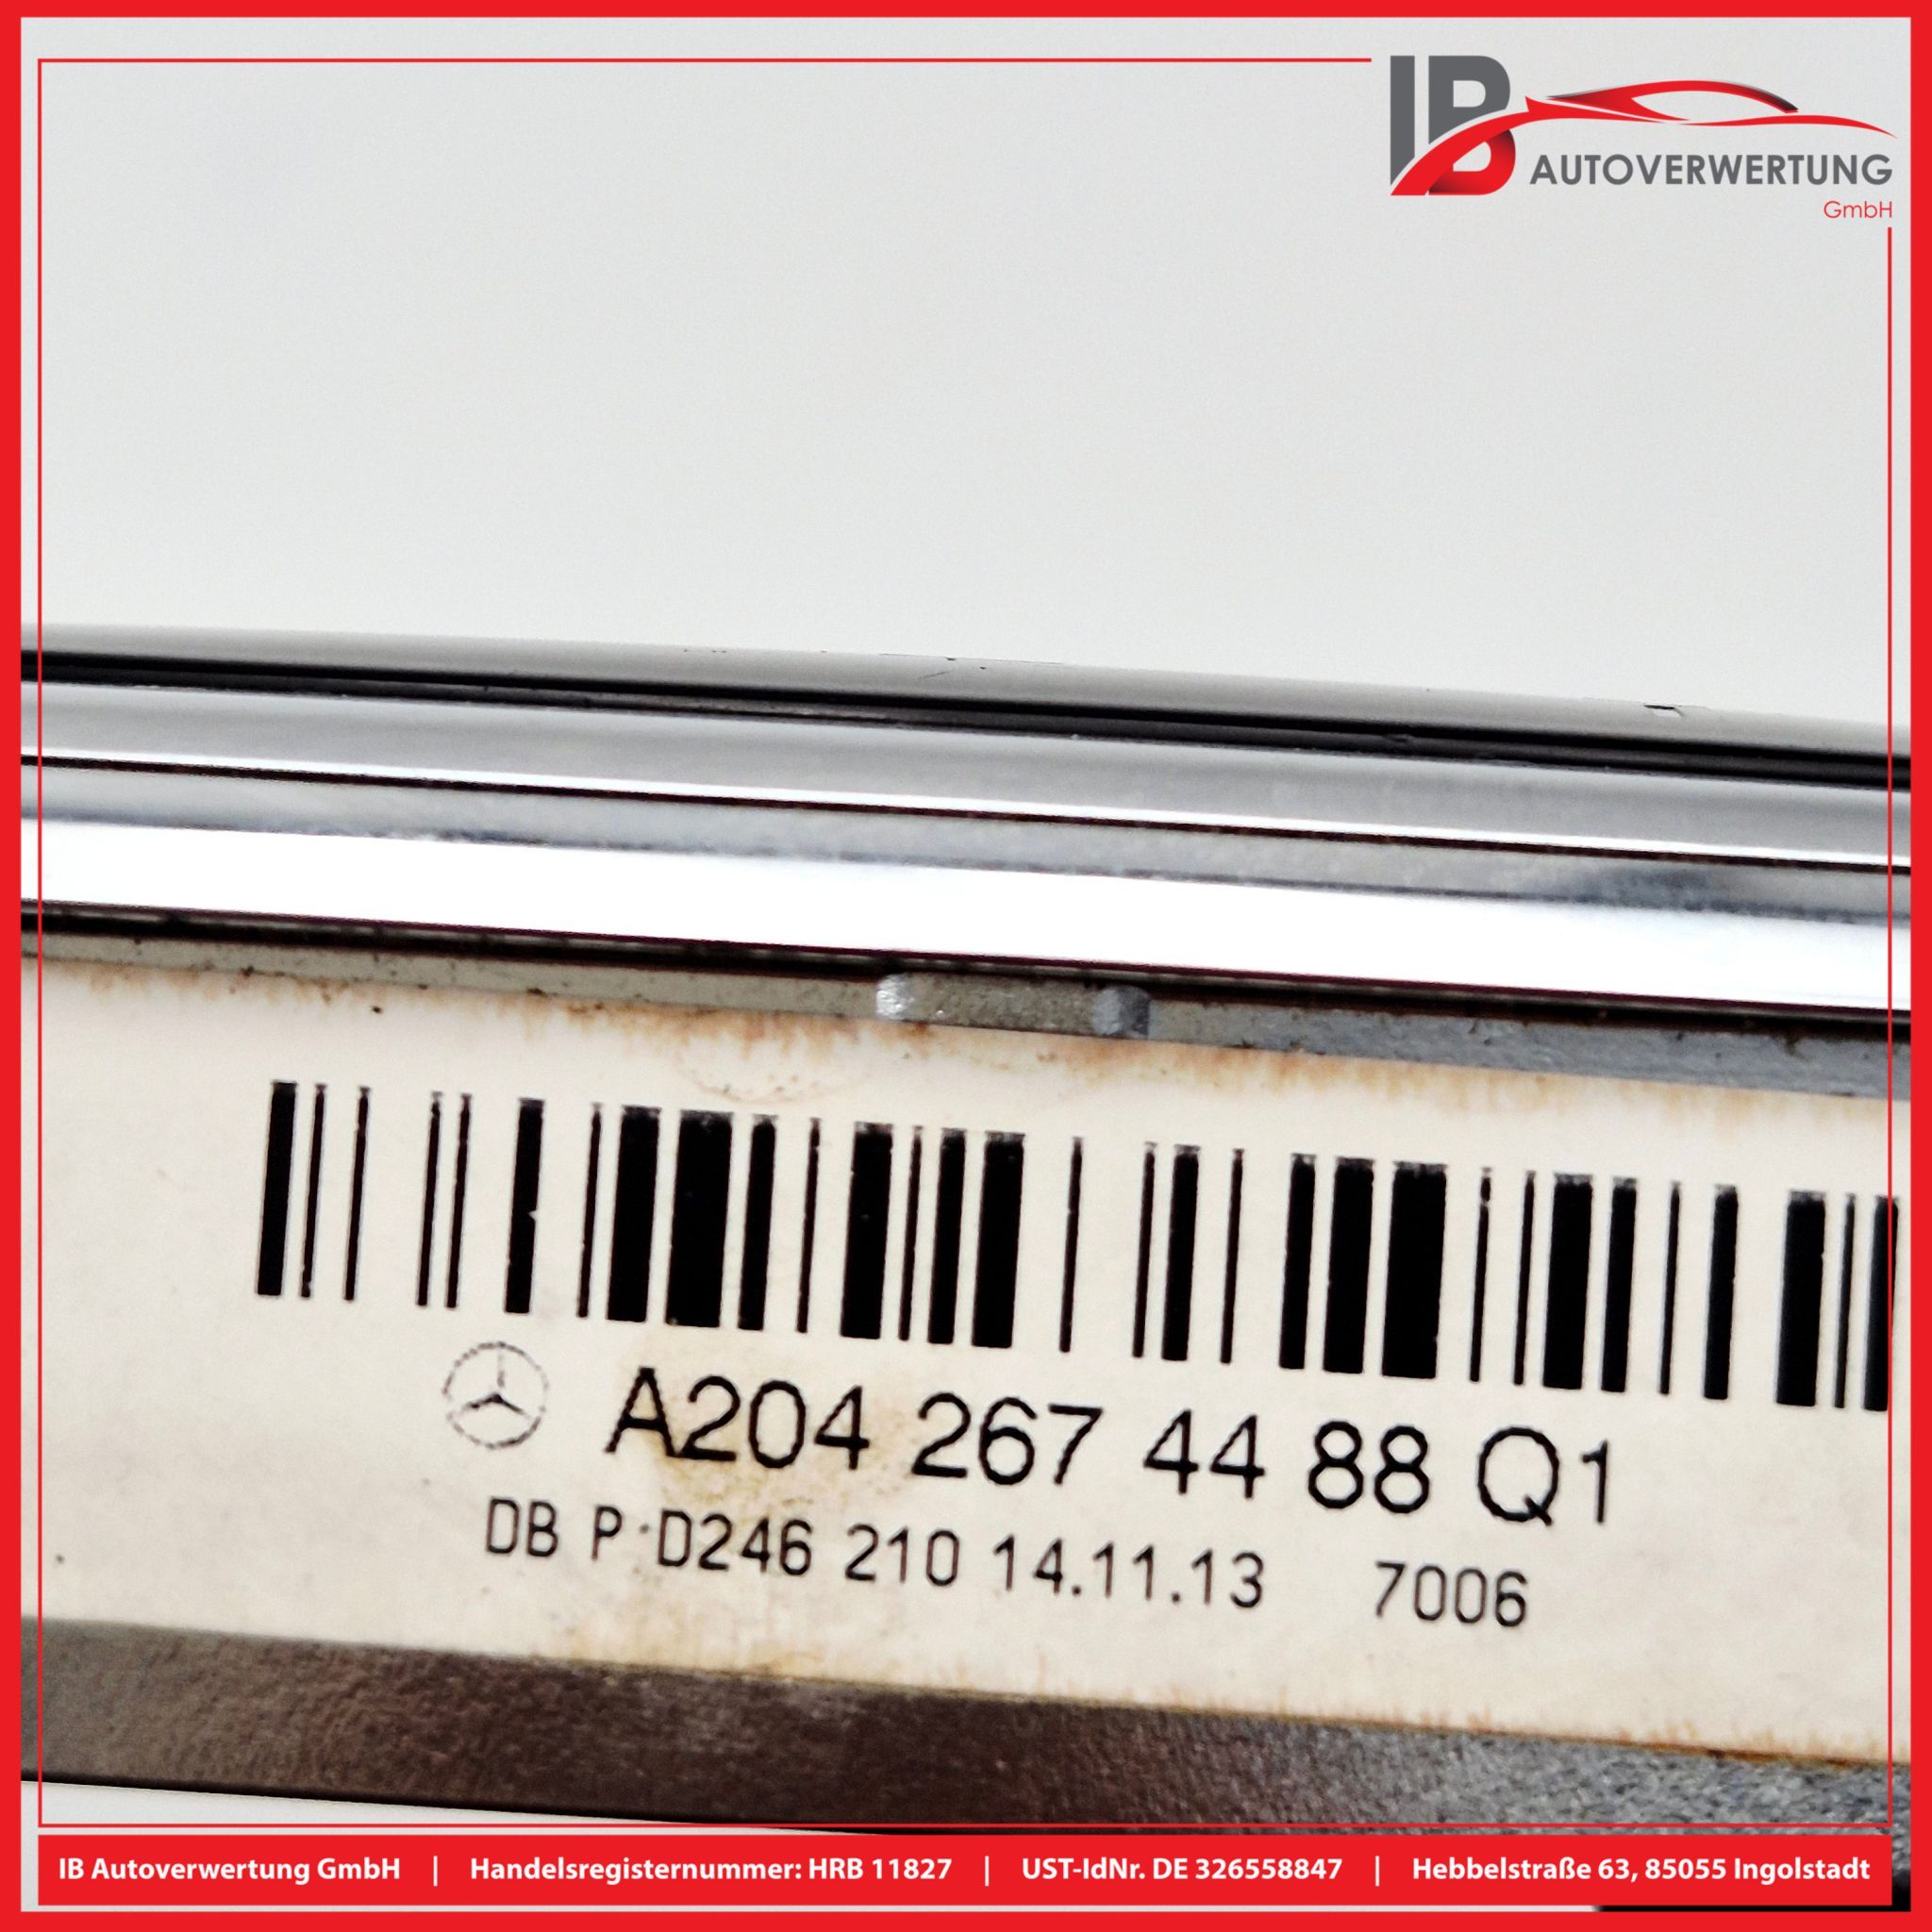 IB
AUTOVERWERTUNG
GmbH
A204 267 44 88 Q1
DB P·D246 210 14.11.13 7006
IB Autoverwertung GmbH | Handelsregisternummer: HRB 11827 | UST-IdNr. DE 326558847 | Hebbelstraße 63, 85055 Ingolstadt